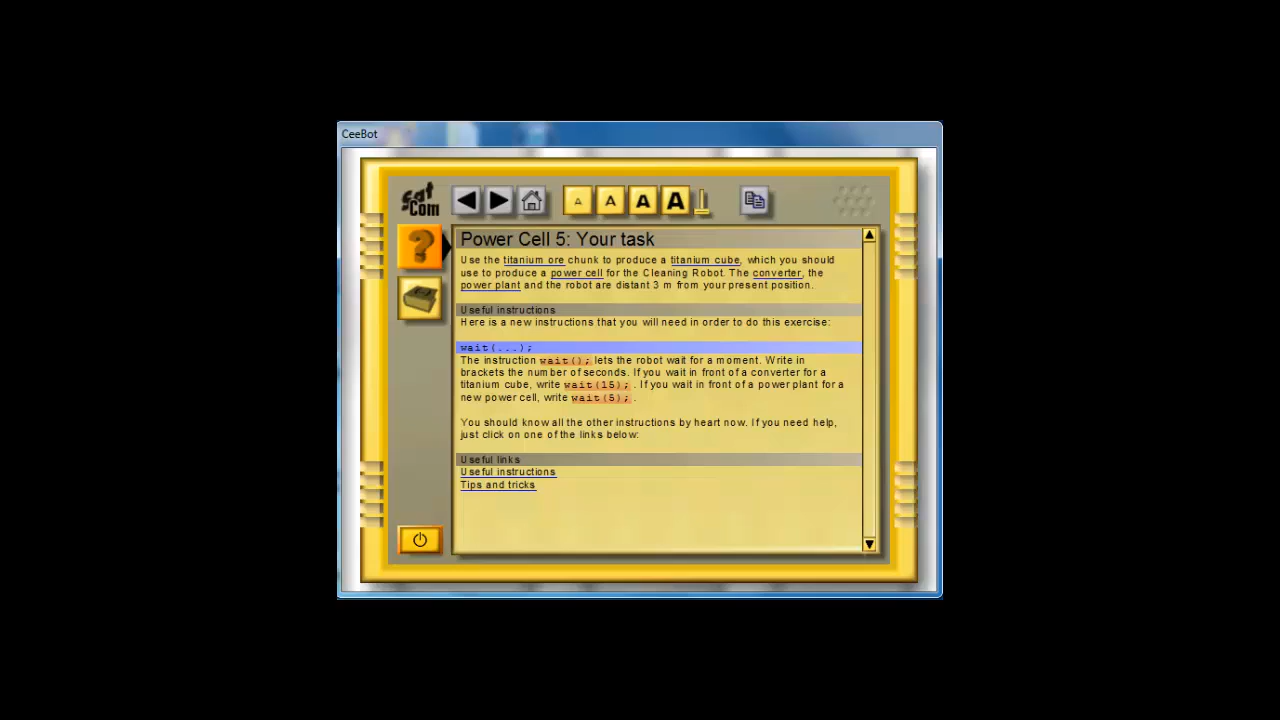 CeeBot
Sat
Com
A A A A
Power Cell 5: Your task
Use the titanium ore chunk to produce a titanium cube, which you should
use to produce a power cell for the Cleaning Robot. The converter, the
power plant and the robot are distant 3 m from your present position.
Useful instructions
Here is a new instructions that you will need in order to do this exercise:
wait(...);
The instruction wait(); lets the robot wait for a moment. Write in
brackets the number of seconds. If you wait in front of a converter for a
titanium cube, write wait(15);. If you wait in front of a power plant for a
new power cell, write wait(5);.
You should know all the other instructions by heart now. If you need help,
just click on one of the links below:
Useful links
Useful instructions
Tips and tricks